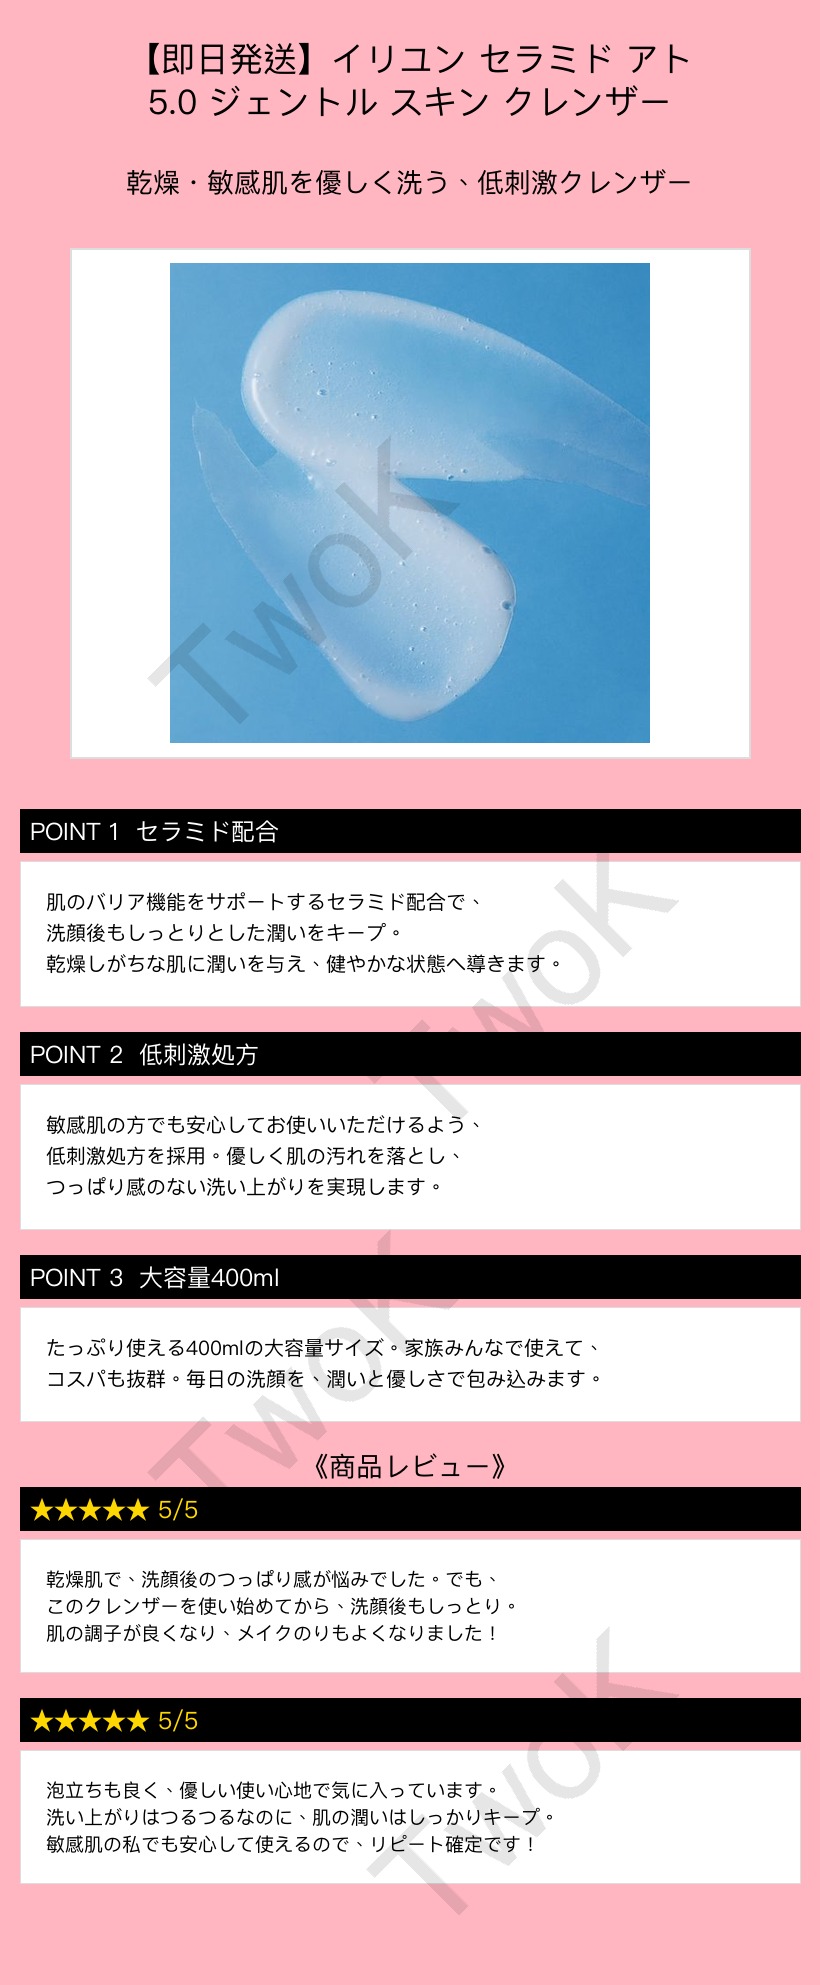 【即日発送】イリユン セラミド アト
5.0 ジェントル スキン クレンザー
乾燥・敏感肌を優しく洗う、低刺激クレンザー
TwoK
POINT 1 セラミド配合
肌のバリア機能をサポートするセラミド配合で、
洗顔後もしっとりとした潤いをキープ。
乾燥しがちな肌に潤いを与え、健やかな状態へ導きます。
TwoK
POINT 2 低刺激処方
敏感肌の方でも安心してお使いいただけるよう、
低刺激処方を採用。優しく肌の汚れを落とし、
つっぱり感のない洗い上がりを実現します。
POINT 3 大容量400ml
たっぷり使える400mlの大容量サイズ。家族みんなで使えて、
コスパも抜群。毎日の洗顔を、潤いと優しさで包み込みます。
TwoK
《商品レビュー》
★★★★★ 5/5
乾燥肌で、洗顔後のつっぱり感が悩みでした。でも、
このクレンザーを使い始めてから、洗顔後もしっとり。
肌の調子が良くなり、メイクのりもよくなりました！
★★★★★ 5/5
泡立ちも良く、優しい使い心地で気に入っています。
洗い上がりはつるつるなのに、肌の潤いはしっかりキープ。
敏感肌の私でも安心して使えるので、リピート確定です！
TwoK